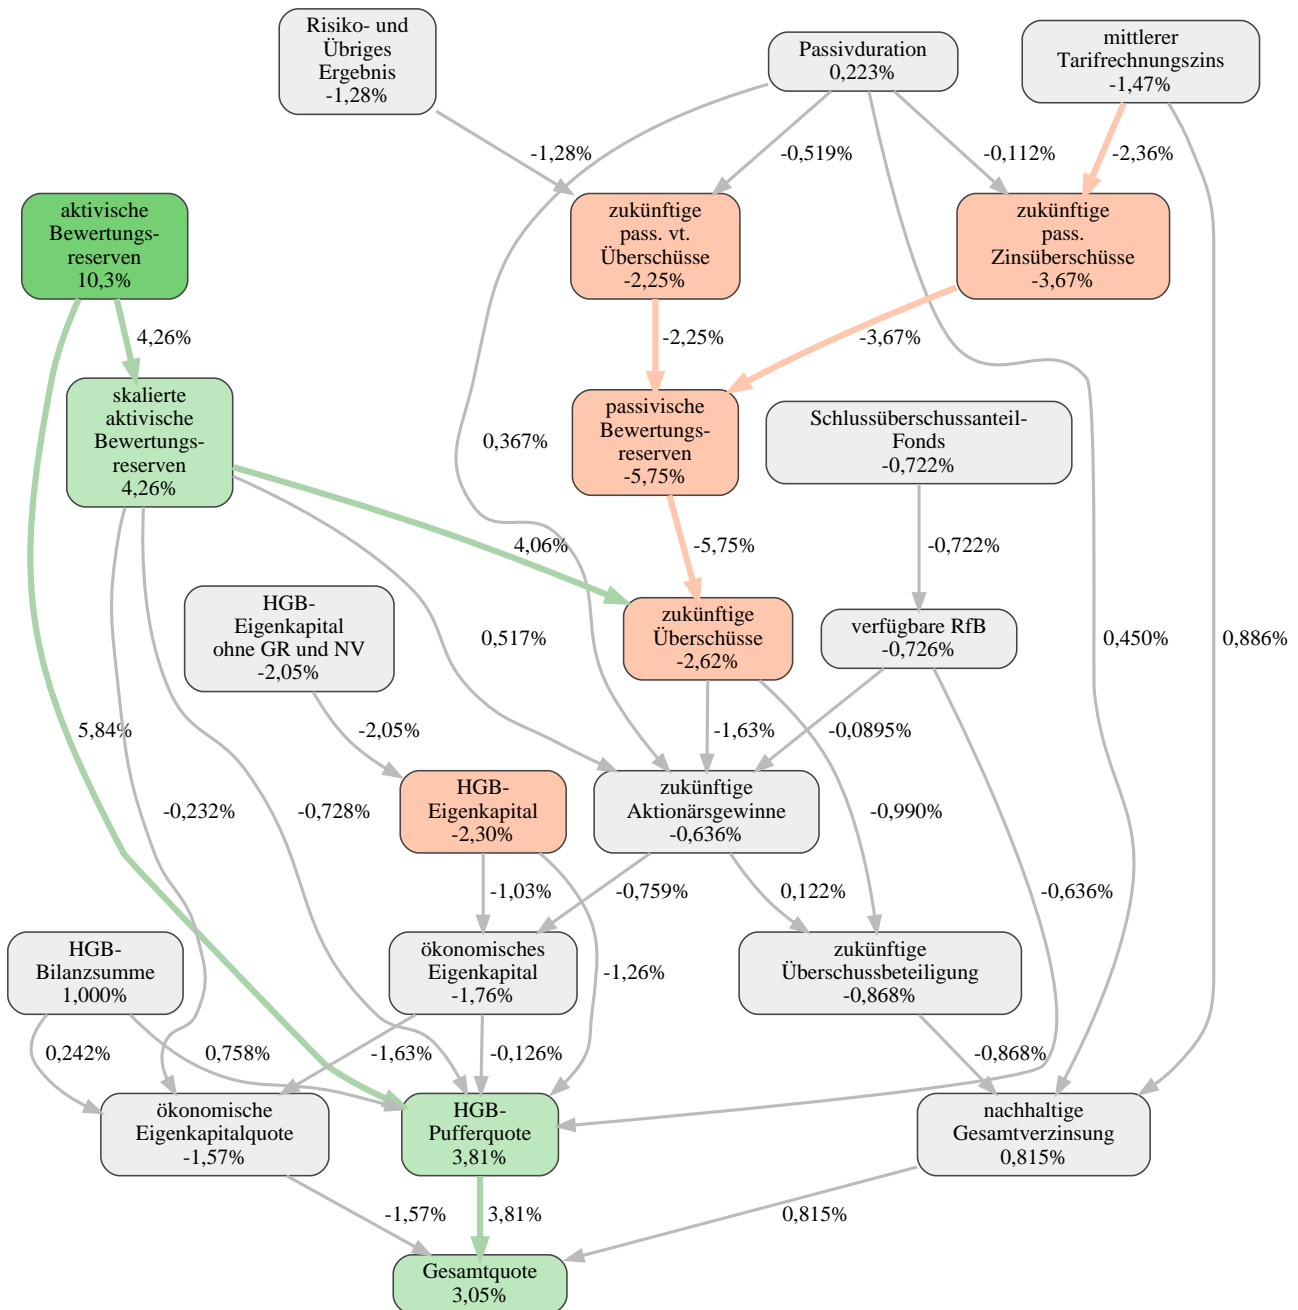 Risiko- und
Übriges
Ergebnis
-1,28%
Passivduration
0,223%
mittlerer
Tarifrechnungszins
-1,47%
-1,28%
-0,519%
-0,112%
-2,36%
aktivische
Bewertungs-
reserven
10,3%
zukünftige
pass. vt.
Überschüsse
-2,25%
zukünftige
pass.
Zinsüberschüsse
-3,67%
4,26%
-2,25%
-3,67%
skalierte
aktivische
Bewertungs-
reserven
4,26%
0,367%
passivische
Bewertungs-
reserven
-5,75%
Schlussüberschussanteil-
Fonds
-0,722%
4,06%
-5,75%
-0,722%
HGB-
Eigenkapital
ohne GR und NV
-2,05%
0,517%
zukünftige
Überschüsse
-2,62%
verfügbare RfB
-0,726%
0,450%
0,886%
5,84%
-2,05%
-1,63%
-0,0895%
-0,232%
-0,728%
HGB-
Eigenkapital
-2,30%
zukünftige
Aktionärsgewinne
-0,636%
-0,990%
-1,03%
-0,759%
0,122%
-0,636%
HGB-
Bilanzsumme
1,000%
ökonomisches
Eigenkapital
-1,76%
-1,26%
zukünftige
Überschussbeteiligung
-0,868%
0,242%
0,758%
-1,63%
-0,126%
-0,868%
ökonomische
Eigenkapitalquote
-1,57%
HGB-
Pufferquote
3,81%
nachhaltige
Gesamtverzinsung
0,815%
-1,57%
3,81%
0,815%
Gesamtquote
3,05%